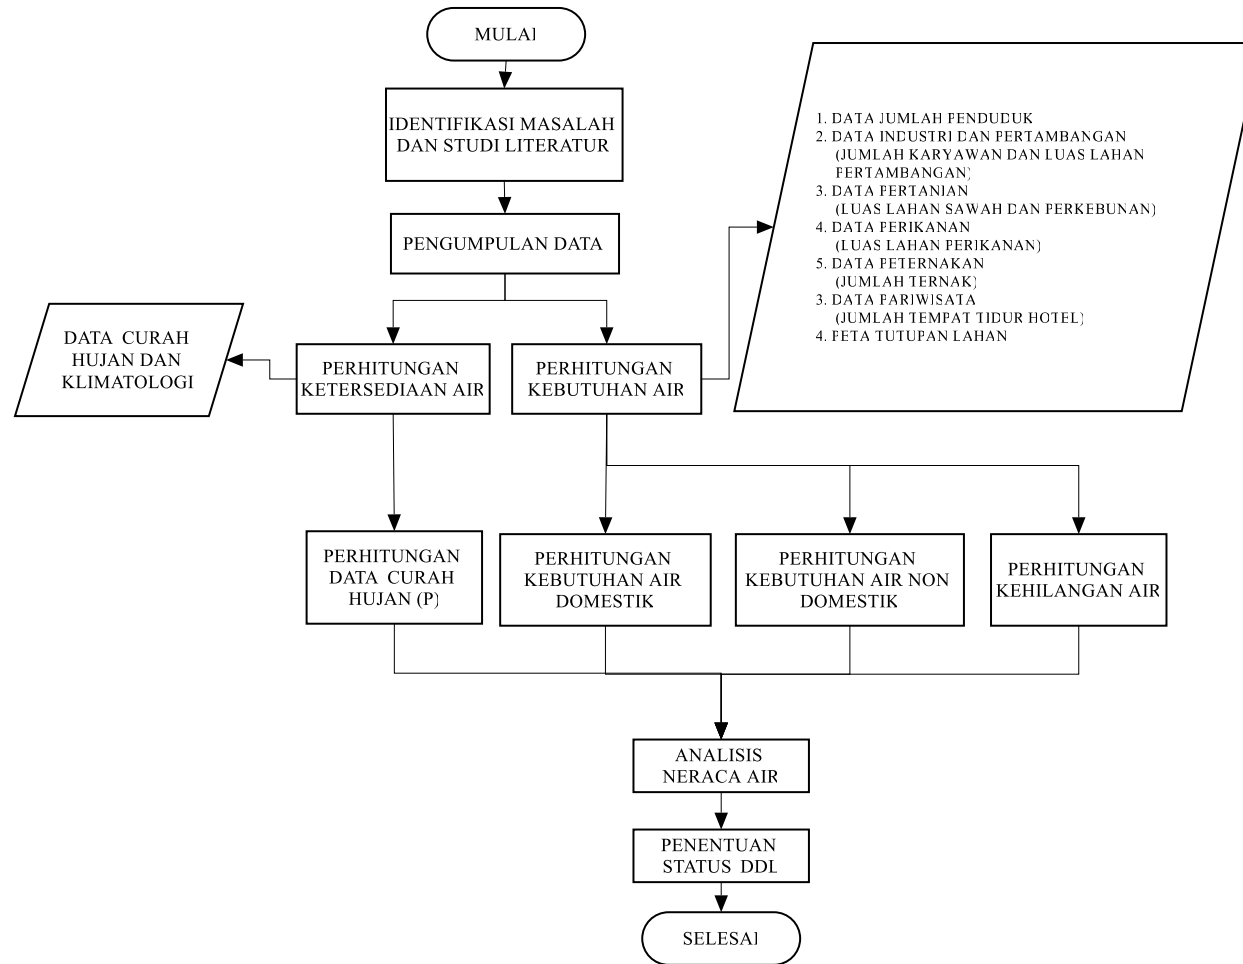 MULAI
IDENTIFIKASI MASALAH
DAN STUDI LITERATUR
PENGUMPULAN DATA
1. DATA JUMLAH PENDUDUK
2. DATA INDUSTRI DAN PERTAMBANGAN
(JUMLAH KARYAWAN DAN LUAS LAHAN
PERTAMBANGAN)
3. DATA PERTANIAN
(LUAS LAHAN SAWAH DAN PERKEBUNAN)
4. DATA PERIKANAN
(LUAS LAHAN PERIKANAN)
5. DATA PETERNAKAN
(JUMLAH TERNAK)
3. DATA PARIWISATA
(JUMLAH TEMPAT TIDUR HOTEL)
4. PETA TUTUPAN LAHAN
DATA CURAH
HUJAN DAN
KLIMATOLOGI
PERHITUNGAN
KETERSEDIAAN AIR
PERHITUNGAN
KEBUTUHAN AIR
PERHITUNGAN
DATA CURAH
HUJAN (P)
PERHITUNGAN
KEBUTUHAN AIR
DOMESTIK
PERHITUNGAN
KEBUTUHAN AIR NON
DOMESTIK
PERHITUNGAN
KEHILANGAN AIR
ANALISIS
NERACA AIR
PENENTUAN
STATUS DDL
SELESAI